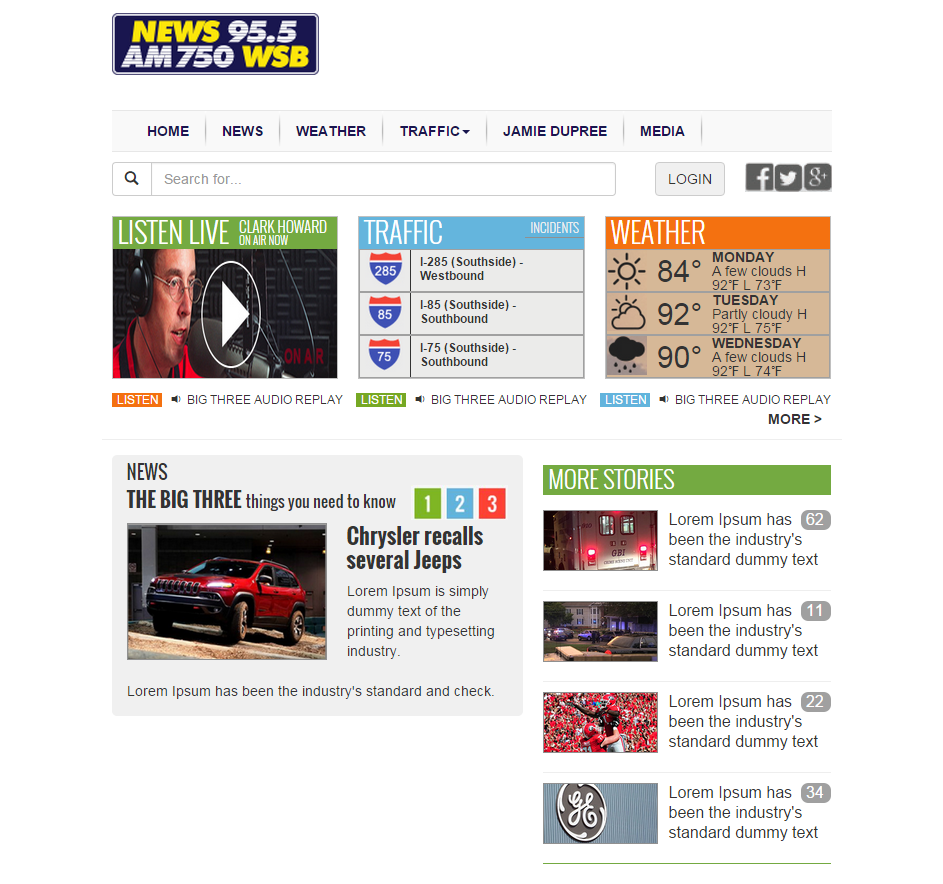 NEWS 95.5
AM 750 WSB
HOME NEWS WEATHER TRAFFIC JAMIE DUPREE MEDIA
Search for...
LOGIN
f g+
LISTEN LIVE CLARK HOWARD
ON AIR NOW
ON AIR
TRAFFIC INCIDENTS
285 I-285 (Southside) -
Westbound
85 I-85 (Southside) -
Southbound
75 I-75 (Southside) -
Southbound
WEATHER
84° MONDAY
A few clouds H
92°F L 73°F
92° TUESDAY
Partly cloudy H
92°F L 75°F
90° WEDNESDAY
A few clouds H
92°F L 74°F
LISTEN BIG THREE AUDIO REPLAY LISTEN BIG THREE AUDIO REPLAY LISTEN BIG THREE AUDIO REPLAY
MORE >
NEWS
THE BIG THREE things you need to know 1 2 3
Chrysler recalls
several Jeeps
Lorem Ipsum is simply
dummy text of the
printing and typesetting
industry.
Lorem Ipsum has been the industry's standard and check.
MORE STORIES
GBI
Lorem Ipsum has 62
been the industry's
standard dummy text
Lorem Ipsum has 11
been the industry's
standard dummy text
Lorem Ipsum has 22
been the industry's
standard dummy text
GE
Lorem Ipsum has 34
been the industry's
standard dummy text